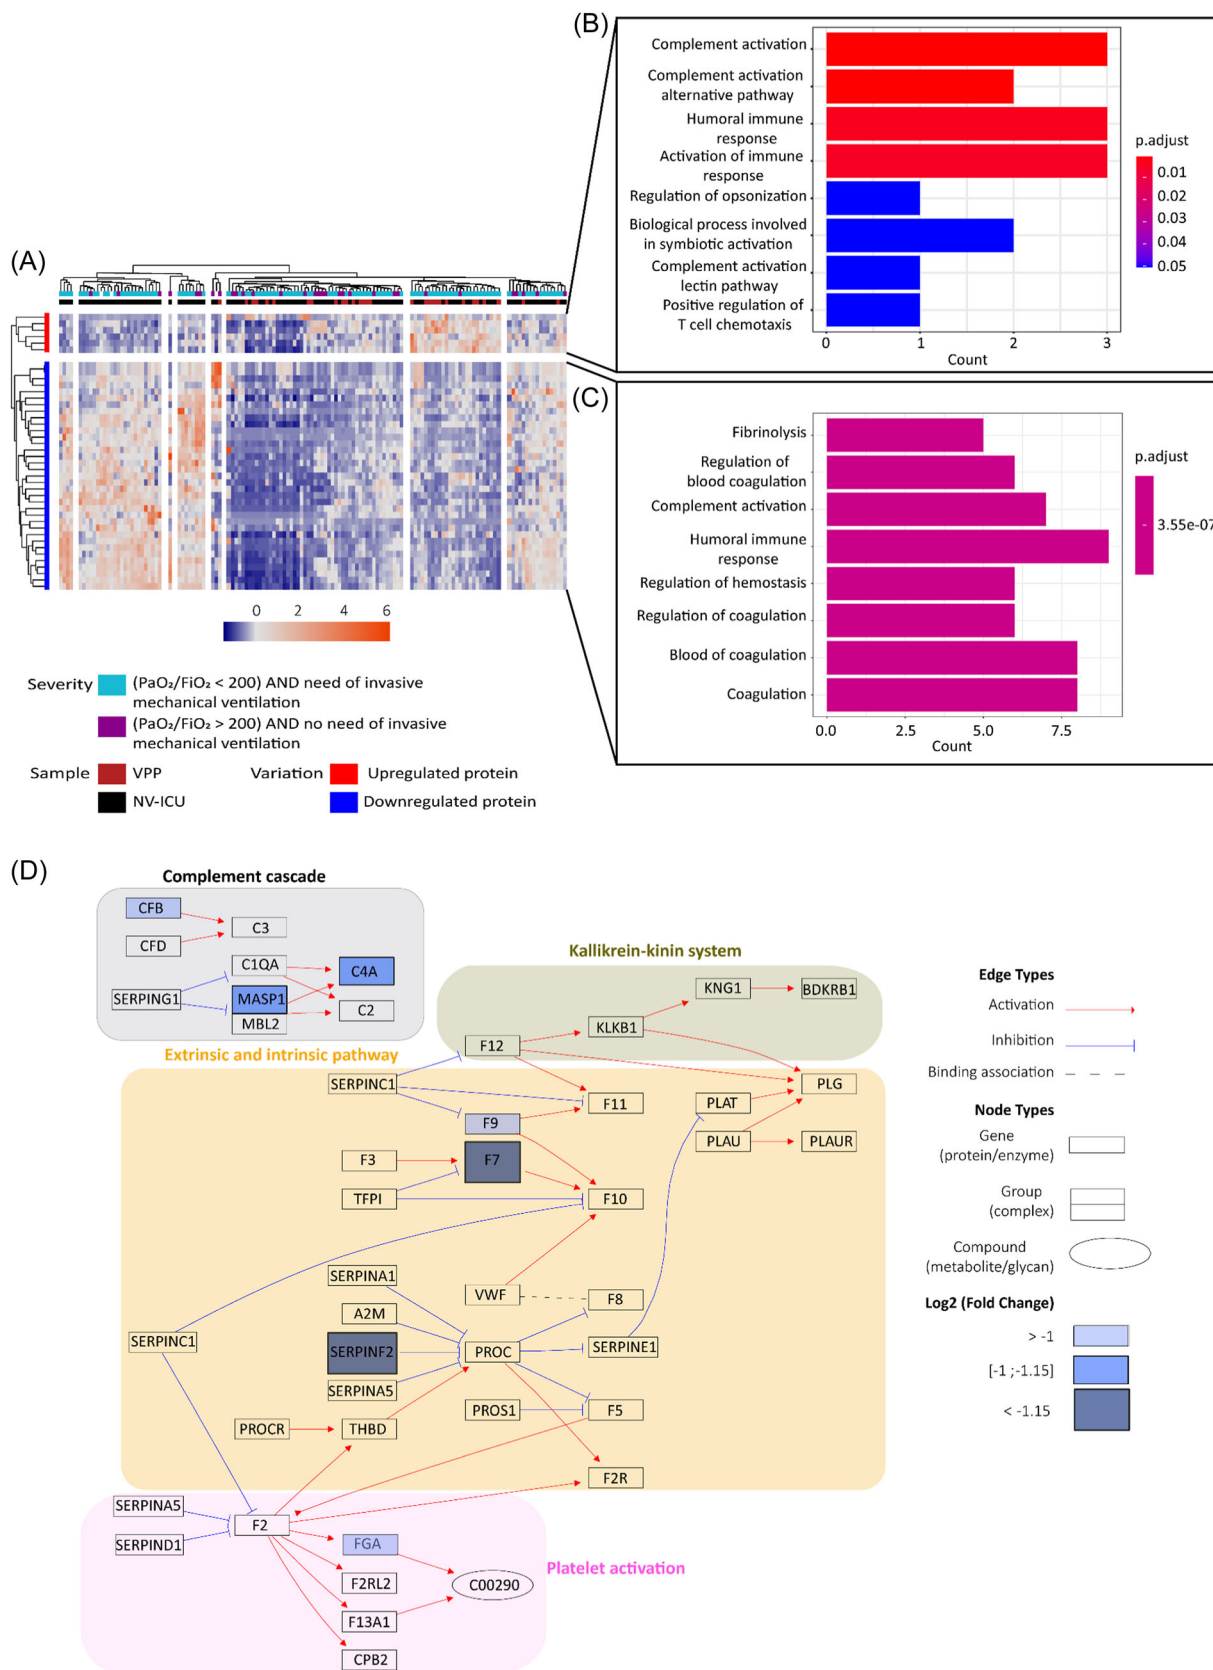 (B)
Complement activation
Complement activation
alternative pathway
Humoral immune
response
Activation of immune
response
Regulation of opsonization
Biological process involved
in symbiotic activation
Complement activation
lectin pathway
Positive regulation of
T cell chemotaxis
0 1 2 3
Count
p.adjust
0.01
0.02
0.03
0.04
0.05
(A)
0 2 4 6
Severity
(PaO₂/FiO₂ < 200) AND need of invasive
mechanical ventilation
(PaO₂/FiO₂ > 200) AND no need of invasive
mechanical ventilation
Sample
VPP
NV-ICU
Variation
Upregulated protein
Downregulated protein
(C)
Fibrinolysis
Regulation of
blood coagulation
Complement activation
Humoral immune
response
Regulation of hemostasis
Regulation of coagulation
Blood of coagulation
Coagulation
0.0 2.5 5.0 7.5
Count
p.adjust
3.55e-07
(D)
Complement cascade
CFB
C3
CFD
C1QA
C4A
SERPING1
MASP1
C2
MBL2
Kallikrein-kinin system
KNG1
BDKRB1
KLKB1
F12
Extrinsic and intrinsic pathway
SERPINC1
PLG
F11
PLAT
F9
PLAU
PLAUR
F3
F7
TFPI
F10
SERPINA1
VWF
F8
A2M
SERPINC1
SERPINF2
PROC
SERPINE1
SERPINA5
PROS1
F5
PROCR
THBD
F2R
SERPINA5
F2
SERPIND1
FGA
Platelet activation
F2RL2
C00290
F13A1
CPB2
Edge Types
Activation
Inhibition
Binding association
Node Types
Gene
(protein/enzyme)
Group
(complex)
Compound
(metabolite/glycan)
Log2 (Fold Change)
> -1
[-1 ;-1.15]
< -1.15